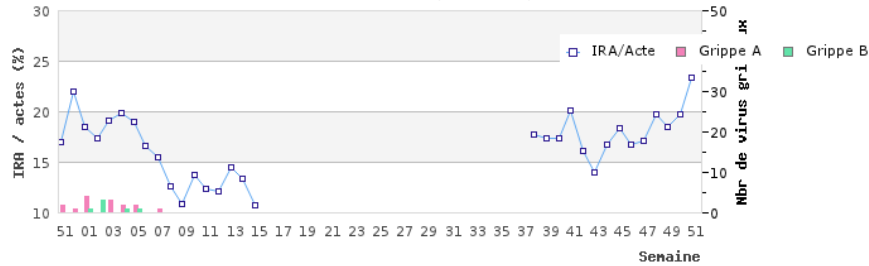 30
25
20
15
10
IRA / actes (%)
50
30
20
10
0
Nbr de virus gri
IRA/Acte
Grippe A
Grippe B
51 01 03 05 07 09 11 13 15 17 19 21 23 25 27 29 31 33 35 37 39 41 43 45 47 49 51
Semaine